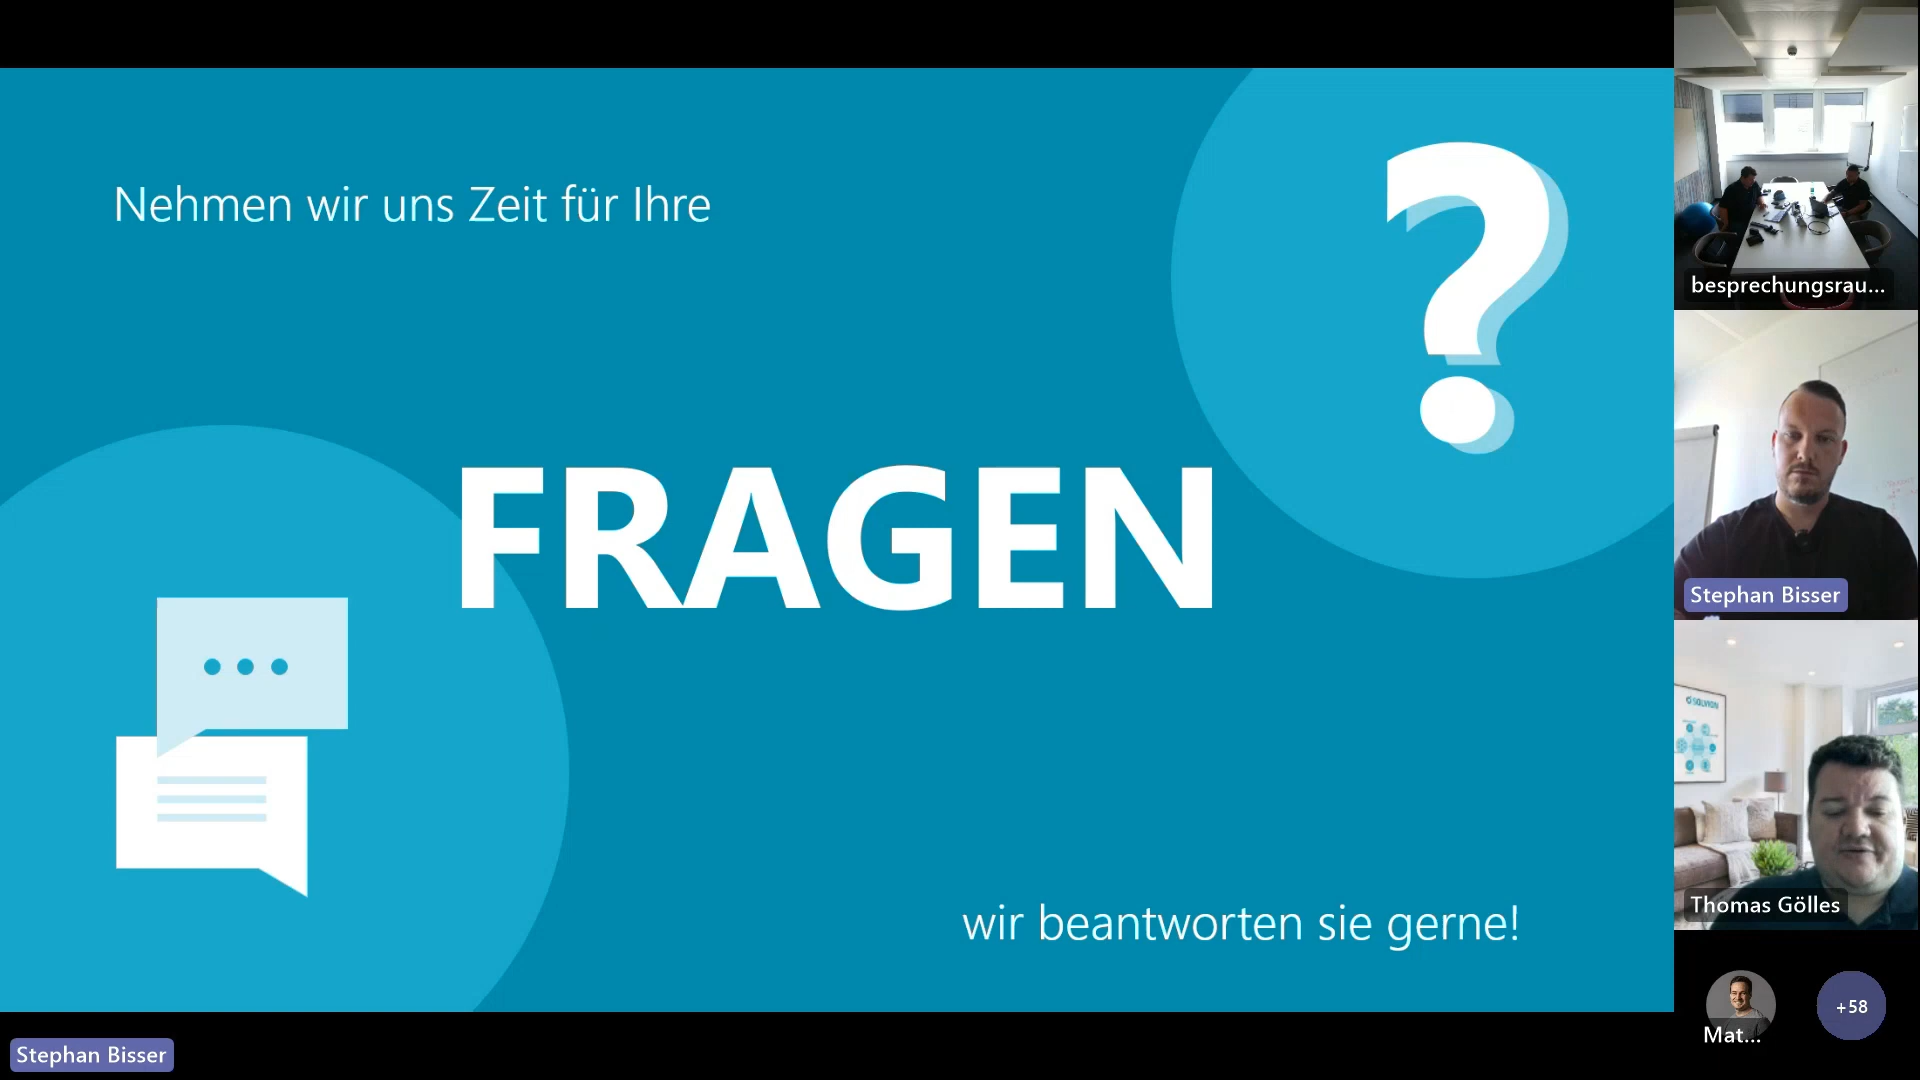 Nehmen wir uns Zeit für Ihre
?
FRAGEN
wir beantworten sie gerne!
Stephan Bisser
besprechungsrau...
Stephan Bisser
SOLVION
Thomas Gölles
Mat...
+58